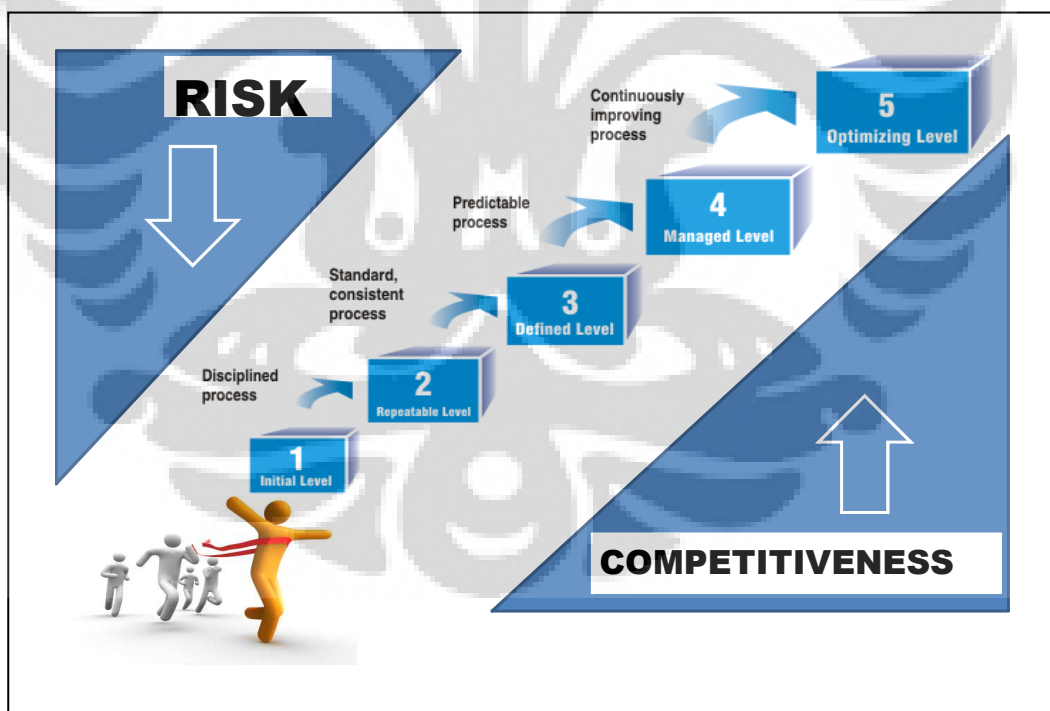 RISK
Continuously
improving
process
5
Optimizing Level
Predictable
process
4
Managed Level
Standard,
consistent
process
3
Defined Level
Disciplined
process
2
Repeatable Level
1
Initial Level
COMPETITIVENESS